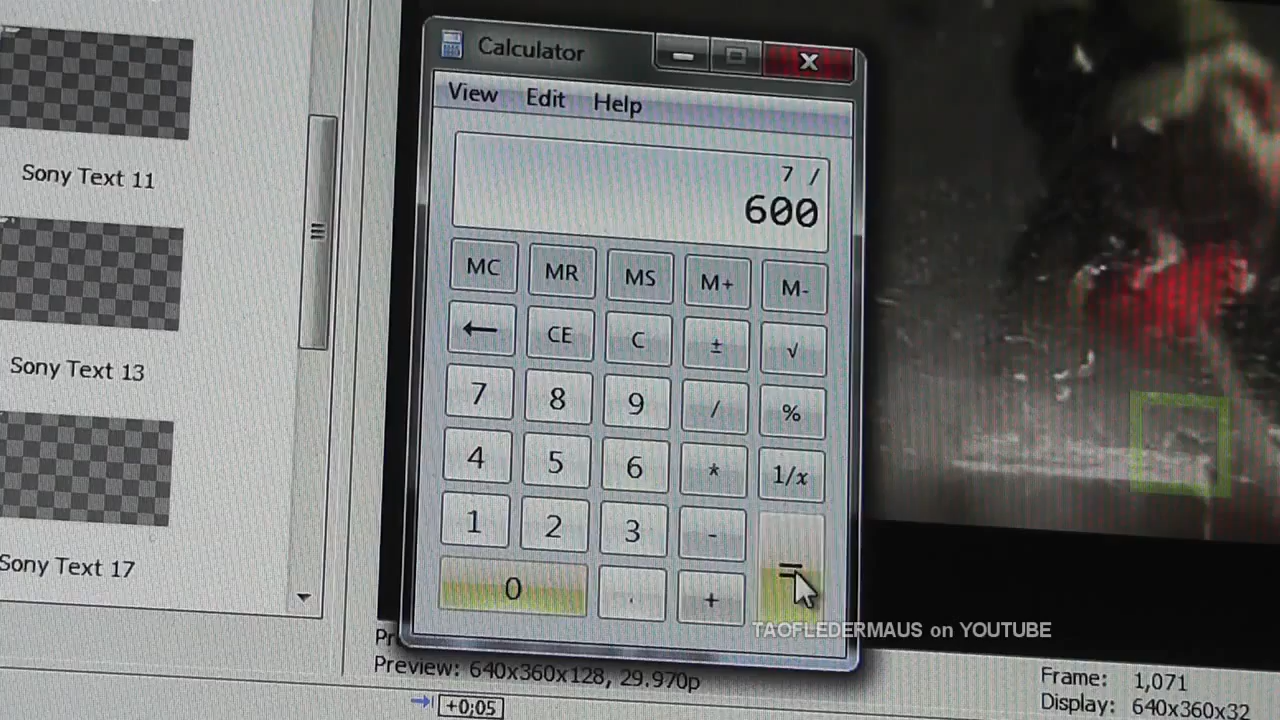 Calculator
View Edit Help
7 /
600
MC MR MS M+ M-
← CE C ± √
7 8 9 / %
4 5 6 * 1/x
1 2 3 - =
0 . +
Sony Text 11
Sony Text 13
Sony Text 17
TAOFLEDERMAUS on YOUTUBE
Preview: 640x360x128, 29.970p
Frame: 1,071
Display: 640x360x32
+0;05